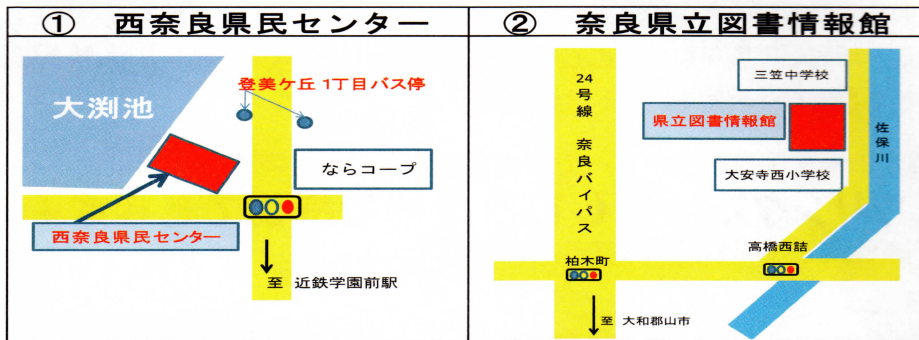 ① 西奈良県民センター
大渕池
登美ケ丘 1丁目バス停
ならコープ
西奈良県民センター
至 近鉄学園前駅
② 奈良県立図書情報館
24号線 奈良バイパス
三笠中学校
県立図書情報館
大安寺西小学校
佐保川
高橋西詰
柏木町
至 大和郡山市